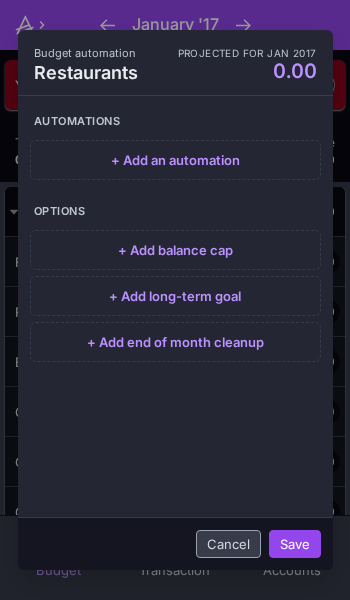 January '17
Budget automation
PROJECTED FOR JAN 2017
Restaurants
0.00
AUTOMATIONS
+ Add an automation
OPTIONS
+ Add balance cap
+ Add long-term goal
+ Add end of month cleanup
Cancel
Save
Budget
Transaction
Accounts